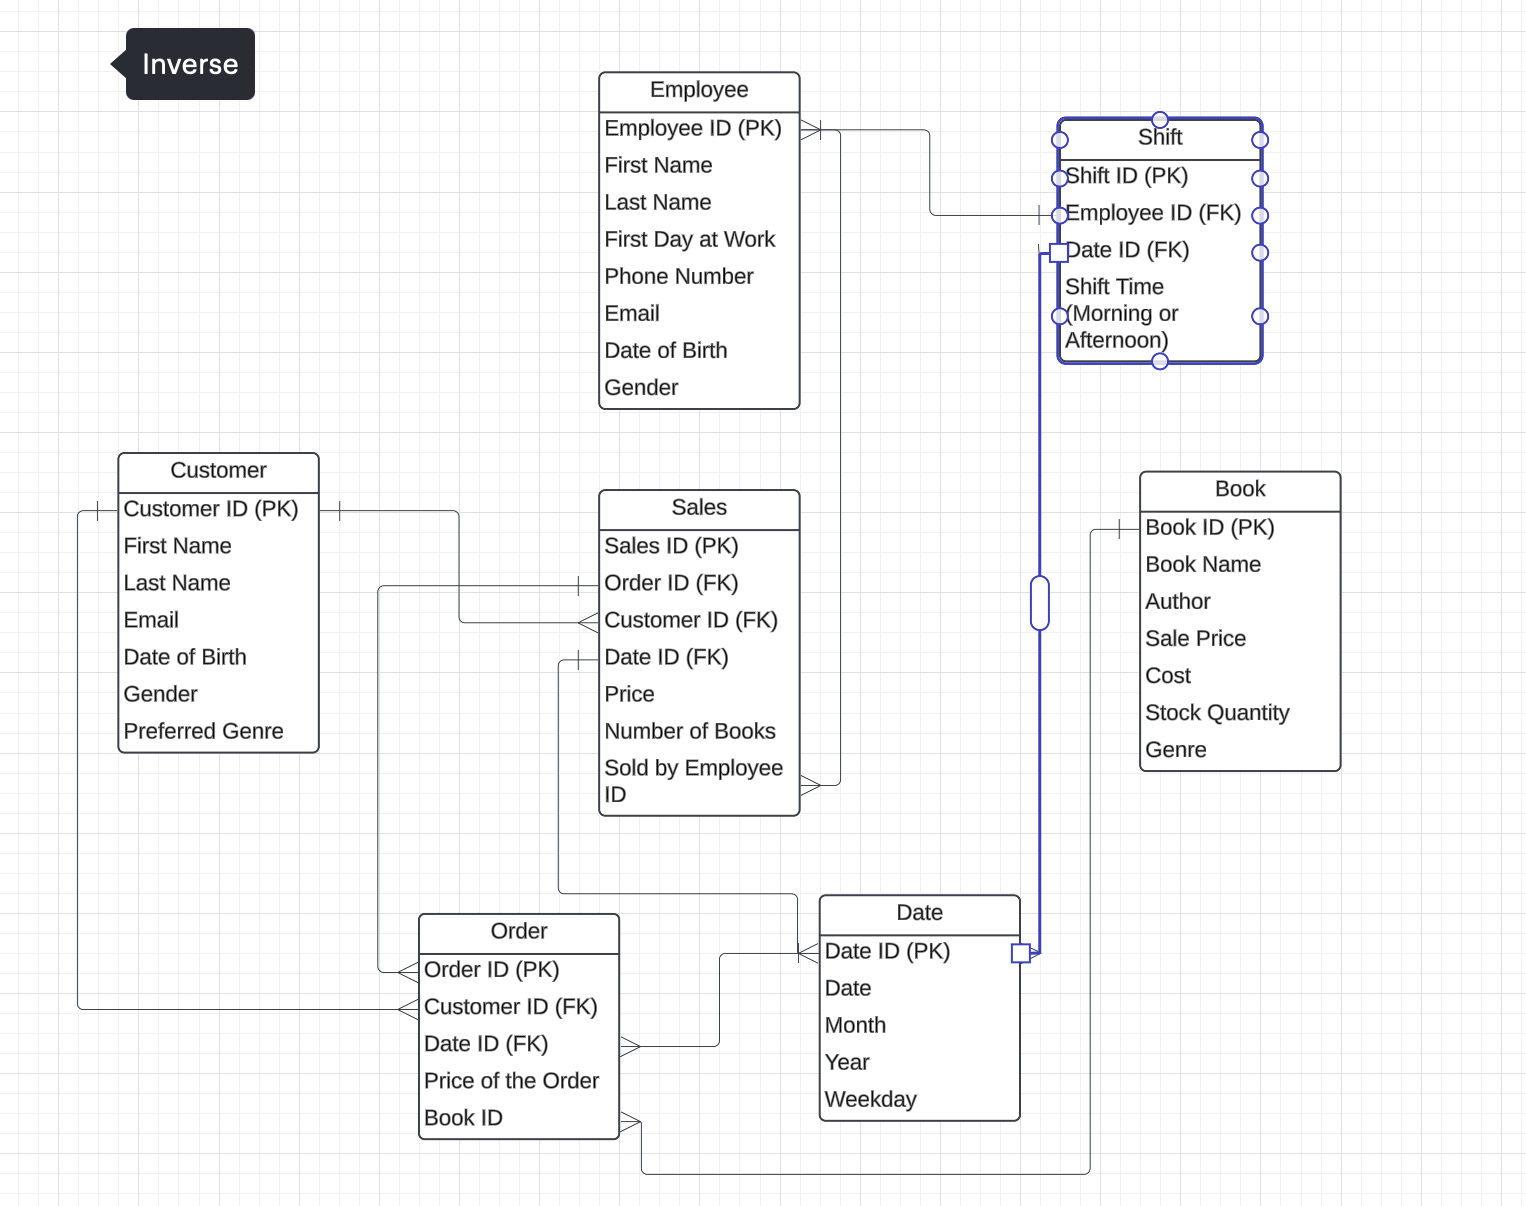 Inverse
Employee
Employee ID (PK)
First Name
Last Name
First Day at Work
Phone Number
Email
Date of Birth
Gender
Shift
Shift ID (PK)
Employee ID (FK)
Date ID (FK)
Shift Time
(Morning or
Afternoon)
Customer
Customer ID (PK)
First Name
Last Name
Email
Date of Birth
Gender
Preferred Genre
Sales
Sales ID (PK)
Order ID (FK)
Customer ID (FK)
Date ID (FK)
Price
Number of Books
Sold by Employee
ID
Book
Book ID (PK)
Book Name
Author
Sale Price
Cost
Stock Quantity
Genre
Order
Order ID (PK)
Customer ID (FK)
Date ID (FK)
Price of the Order
Book ID
Date
Date ID (PK)
Date
Month
Year
Weekday